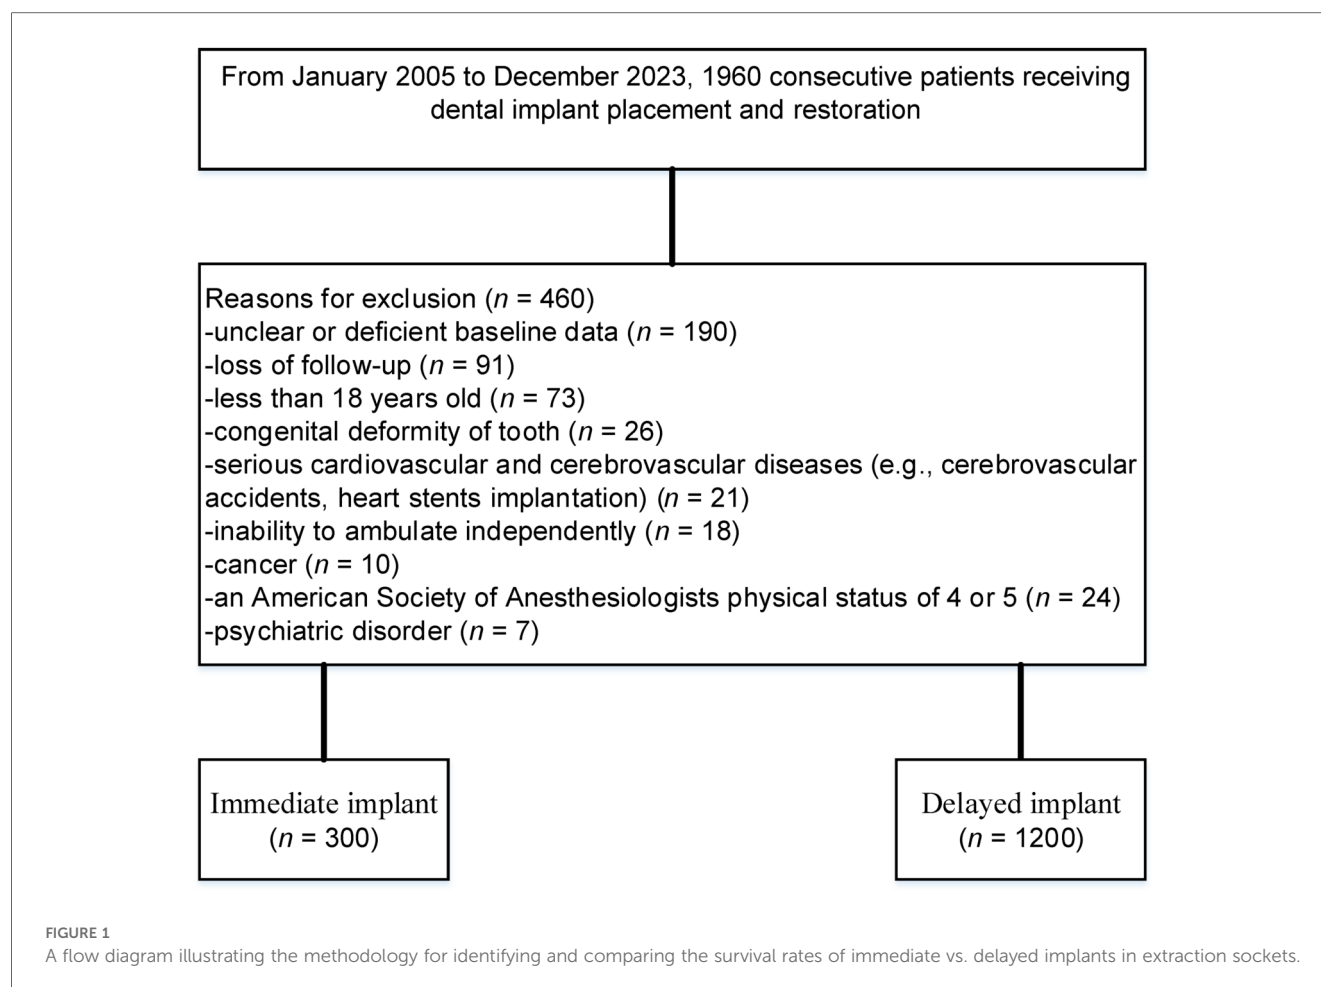 From January 2005 to December 2023, 1960 consecutive patients receiving
dental implant placement and restoration
Reasons for exclusion (n = 460)
-unclear or deficient baseline data (n = 190)
-loss of follow-up (n = 91)
-less than 18 years old (n = 73)
-congenital deformity of tooth (n = 26)
-serious cardiovascular and cerebrovascular diseases (e.g., cerebrovascular
accidents, heart stents implantation) (n = 21)
-inability to ambulate independently (n = 18)
-cancer (n = 10)
-an American Society of Anesthesiologists physical status of 4 or 5 (n = 24)
-psychiatric disorder (n = 7)
Immediate implant
(n = 300)
Delayed implant
(n = 1200)
FIGURE 1
A flow diagram illustrating the methodology for identifying and comparing the survival rates of immediate vs. delayed implants in extraction sockets.